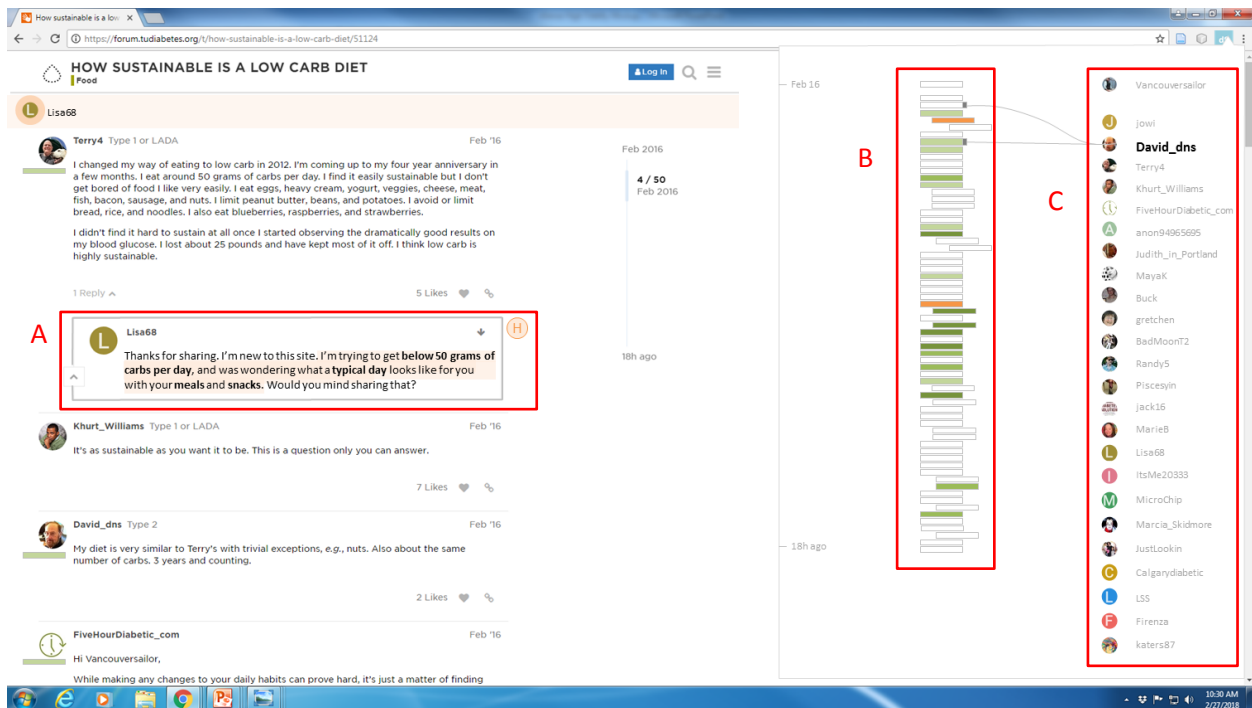 How sustainable is a low
https://forum.tudiabetes.org/t/how-sustainable-is-a-low-carb-diet/51124
HOW SUSTAINABLE IS A LOW CARB DIET
Food
Log In
L Lisa68
Terry4 Type 1 or LADA Feb '16
I changed my way of eating to low carb in 2012. I'm coming up to my four year anniversary in
a few months. I eat around 50 grams of carbs per day. I find it easily sustainable but I don't
get bored of food I like very easily. I eat eggs, heavy cream, yogurt, veggies, cheese, meat,
fish, bacon, sausage, and nuts. I limit peanut butter, beans, and potatoes. I avoid or limit
bread, rice, and noodles. I also eat blueberries, raspberries, and strawberries.
I didn't find it hard to sustain at all once I started observing the dramatically good results on
my blood glucose. I lost about 25 pounds and have kept most of it off. I think low carb is
highly sustainable.
1 Reply 5 Likes
A
L
Lisa68
H
Thanks for sharing. I'm new to this site. I'm trying to get below 50 grams of
carbs per day, and was wondering what a typical day looks like for you
with your meals and snacks. Would you mind sharing that?
Khurt_Williams Type 1 or LADA Feb '16
It's as sustainable as you want it to be. This is a question only you can answer.
7 Likes
David_dns Type 2 Feb '16
My diet is very similar to Terry's with trivial exceptions, e.g., nuts. Also about the same
number of carbs. 3 years and counting.
2 Likes
FiveHourDiabetic_com Feb '16
Hi Vancouversailor,
While making any changes to your daily habits can prove hard, it's just a matter of finding
Feb 2016
4 / 50
Feb 2016
18h ago
Feb 16
18h ago
B
C
Vancouversailor
J jowi
David_dns
Terry4
Khurt_Williams
FiveHourDiabetic_com
A anon94965695
Judith_in_Portland
MayaK
Buck
gretchen
BadMoonT2
Randy5
Piscesyin
jack16
MarieB
L Lisa68
I ItsMe20333
M MicroChip
Marcia_Skidmore
JustLookin
C Calgarydiabetic
L LSS
F Firenza
katers87
10:30 AM
2/27/2018